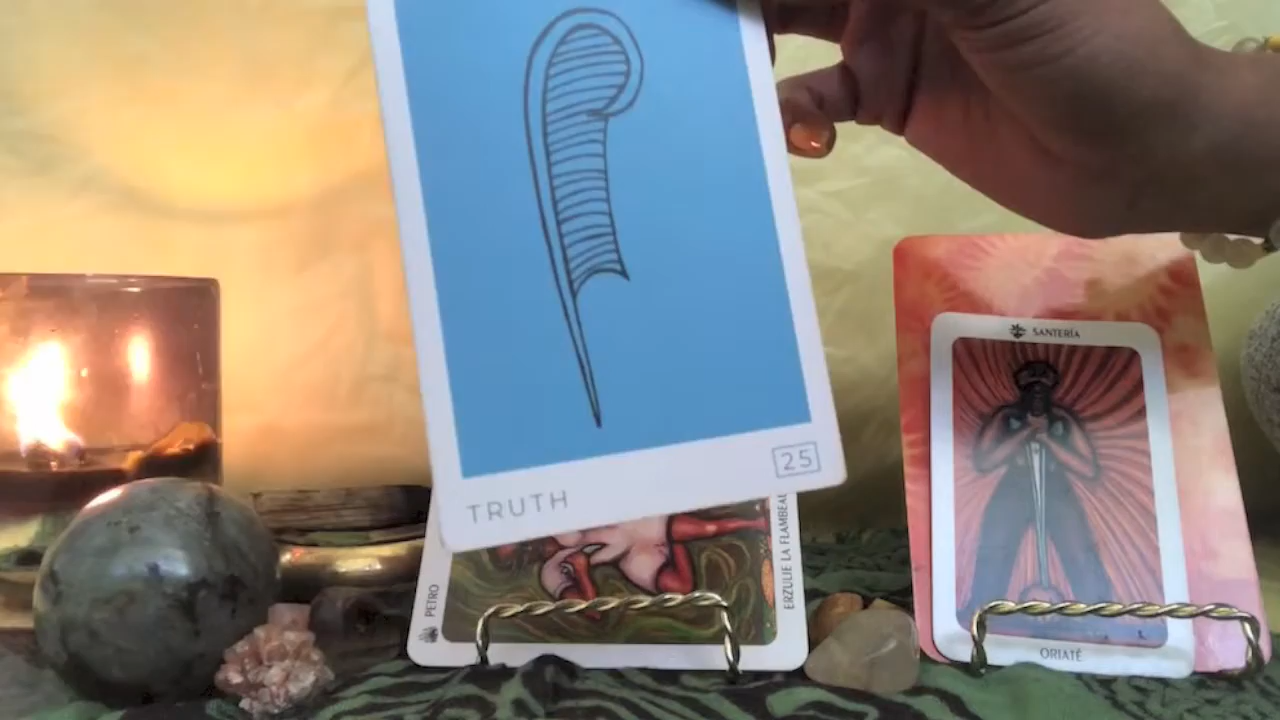 TRUTH
25
PETRO
ERZULIE LA FLAMBEAU
SANTERÍA
ORIATÉ